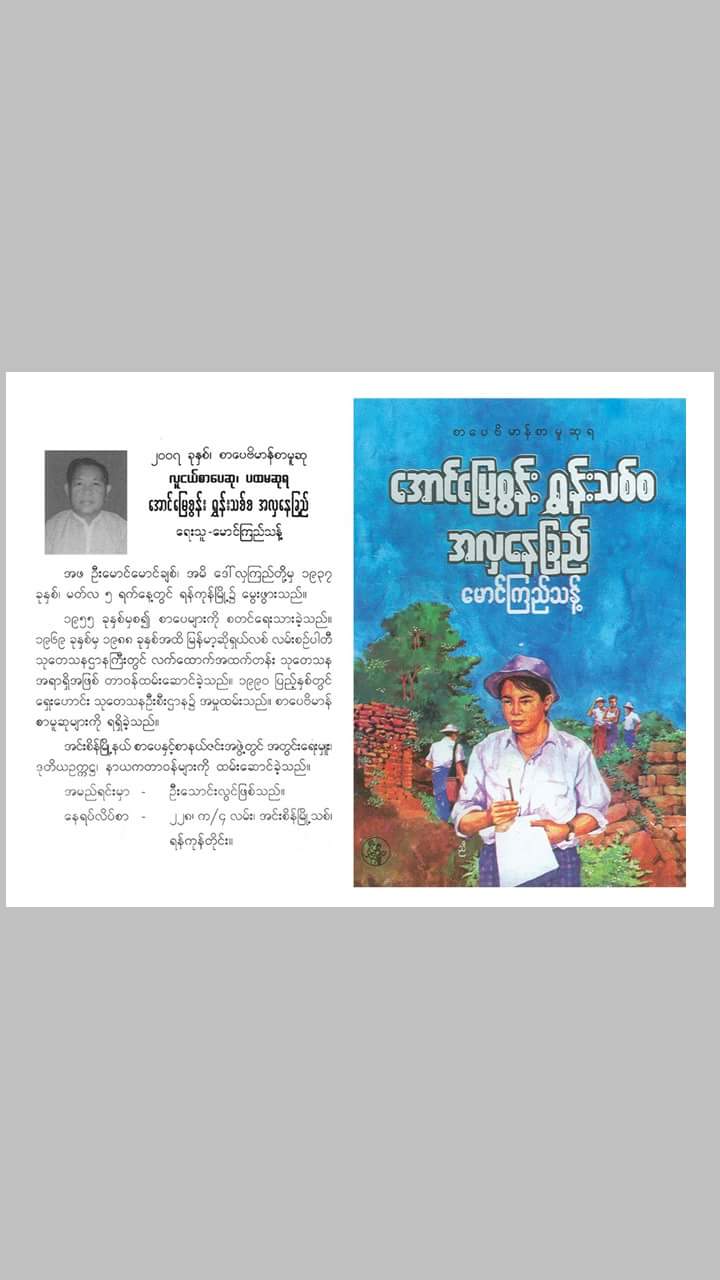 ၂၀၀၇ ခုနှစ်၊ စာပေဗိမာန်စာမူဆု
လူငယ်စာပေဆု၊ ပထမဆုရ
အောင်မြေစွန်း ရွှန်းသစ်စ အလှနေခြည်
ရေးသူ-မောင်ကြည်သန့်
အဖ ဦးမောင်မောင်ချစ်၊ အမိ ဒေါ်လှကြည်တို့မှ ၁၉၃၇
ခုနှစ်၊ မတ်လ ၅ ရက်နေ့တွင် ရန်ကုန်မြို့၌ မွေးဖွားသည်။
၁၉၅၅ ခုနှစ်မှစ၍ စာပေများကို စတင်ရေးသားခဲ့သည်။
၁၉၆၉ ခုနှစ်မှ ၁၉၈၈ ခုနှစ်အထိ မြန်မာ့ဆိုရှယ်လစ် လမ်းစဉ်ပါတီ
သုတေသနဌာနကြီးတွင် လက်ထောက်အထက်တန်း သုတေသန
အရာရှိအဖြစ် တာဝန်ထမ်းဆောင်ခဲ့သည်။ ၁၉၉၀ ပြည့်နှစ်တွင်
ရှေးဟောင်း သုတေသနဦးစီးဌာန၌ အမှုထမ်းသည်။ စာပေဗိမာန်
စာမူဆုများကို ရရှိခဲ့သည်။
အင်းစိန်မြို့နယ် စာပေနှင့်စာနယ်ဇင်းအဖွဲ့တွင် အတွင်းရေးမှူး၊
ဒုတိယဥက္ကဋ္ဌ၊ နာယကတာဝန်များကို ထမ်းဆောင်ခဲ့သည်။
အမည်ရင်းမှာ - ဦးသောင်းလွင်ဖြစ်သည်။
နေရပ်လိပ်စာ - ၂၂၈၊ က/၄ လမ်း၊ အင်းစိန်မြို့သစ်၊
ရန်ကုန်တိုင်း။
စာပေဗိမာန်စာမူဆုရ
အောင်မြေစွန်း ရွှန်းသစ်စ
အလှနေခြည်
မောင်ကြည်သန့်